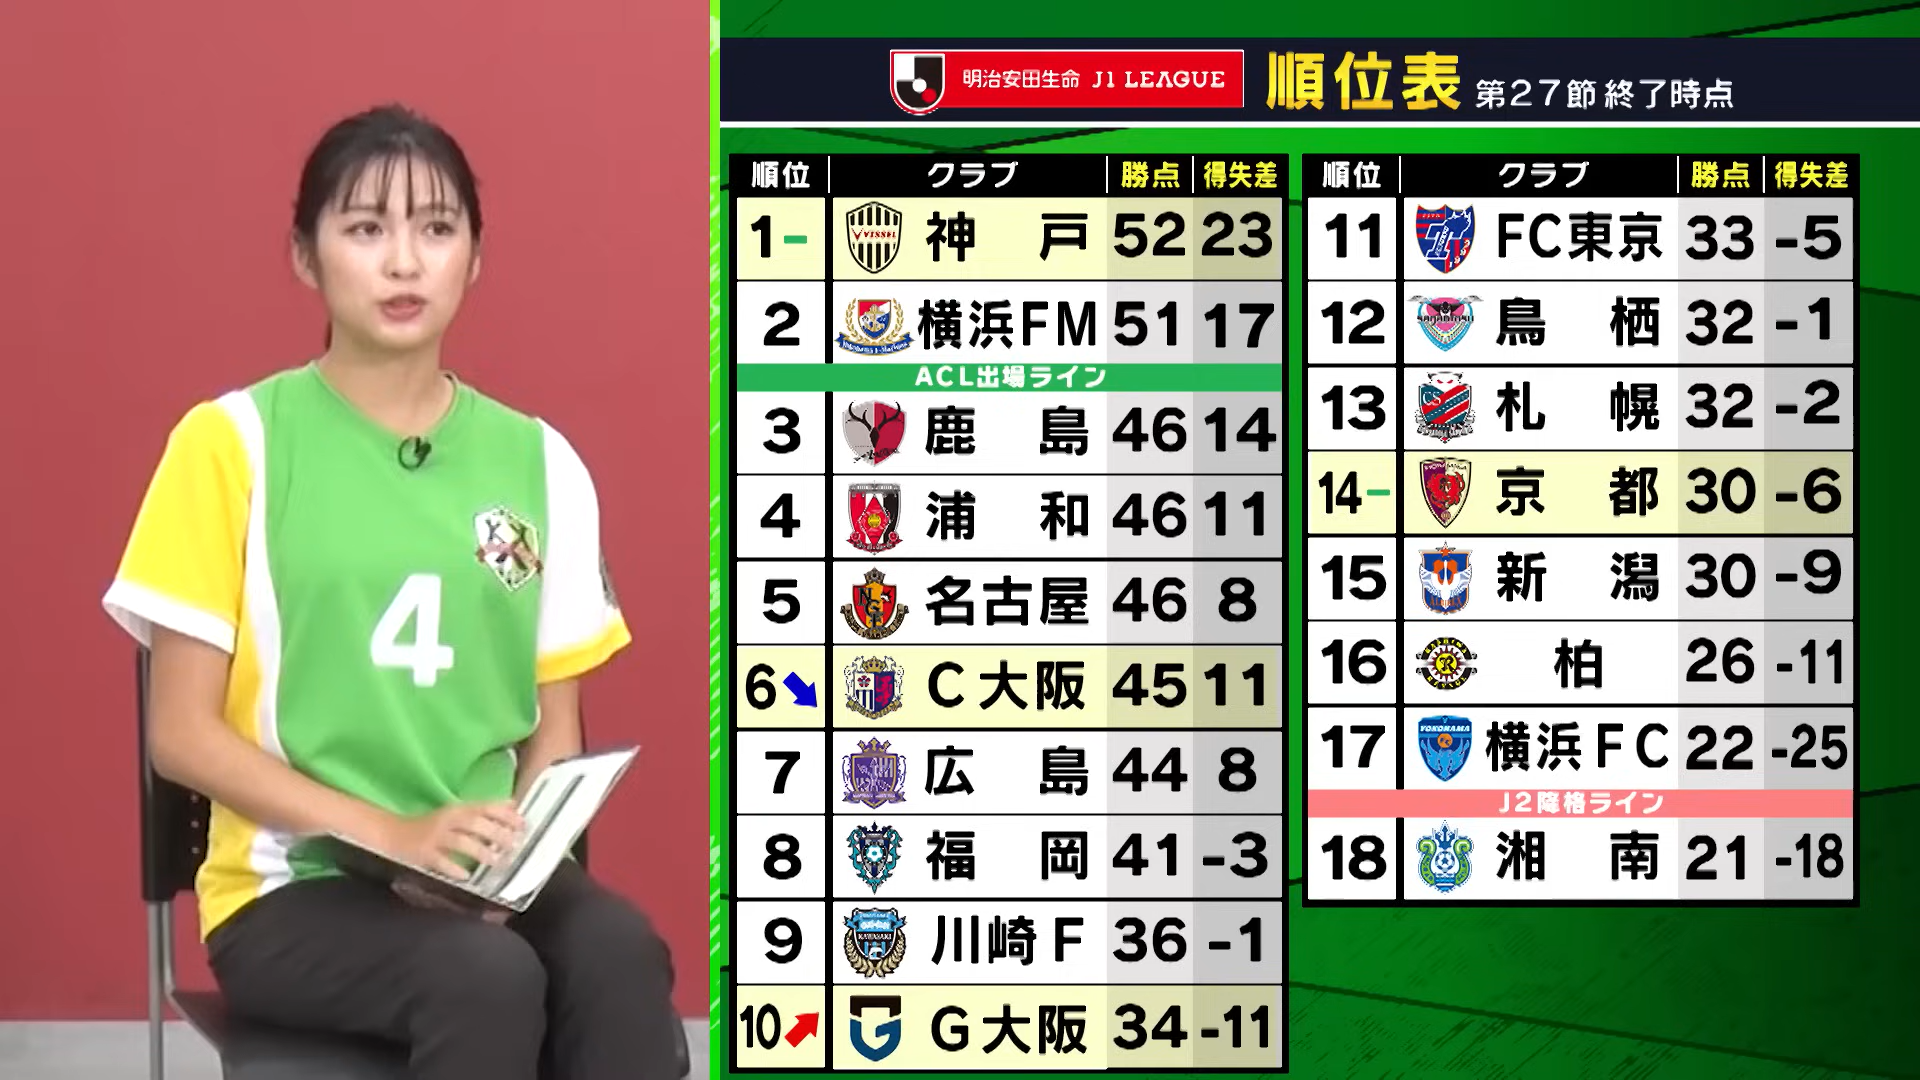 明治安田生命 J1 LEAGUE 順位表 第27節 終了時点
順位 クラブ 勝点 得失差
1 - 神戸 52 23
2 横浜FM 51 17
ACL出場ライン
3 鹿島 46 14
4 浦和 46 11
5 名古屋 46 8
6 C大阪 45 11
7 広島 44 8
8 福岡 41 -3
9 川崎F 36 -1
10 G大阪 34 -11
順位 クラブ 勝点 得失差
11 FC東京 33 -5
12 鳥栖 32 -1
13 札幌 32 -2
14 - 京都 30 -6
15 新潟 30 -9
16 柏 26 -11
17 横浜FC 22 -25
J2降格ライン
18 湘南 21 -18
4
VISSEL
YOKOHAMA